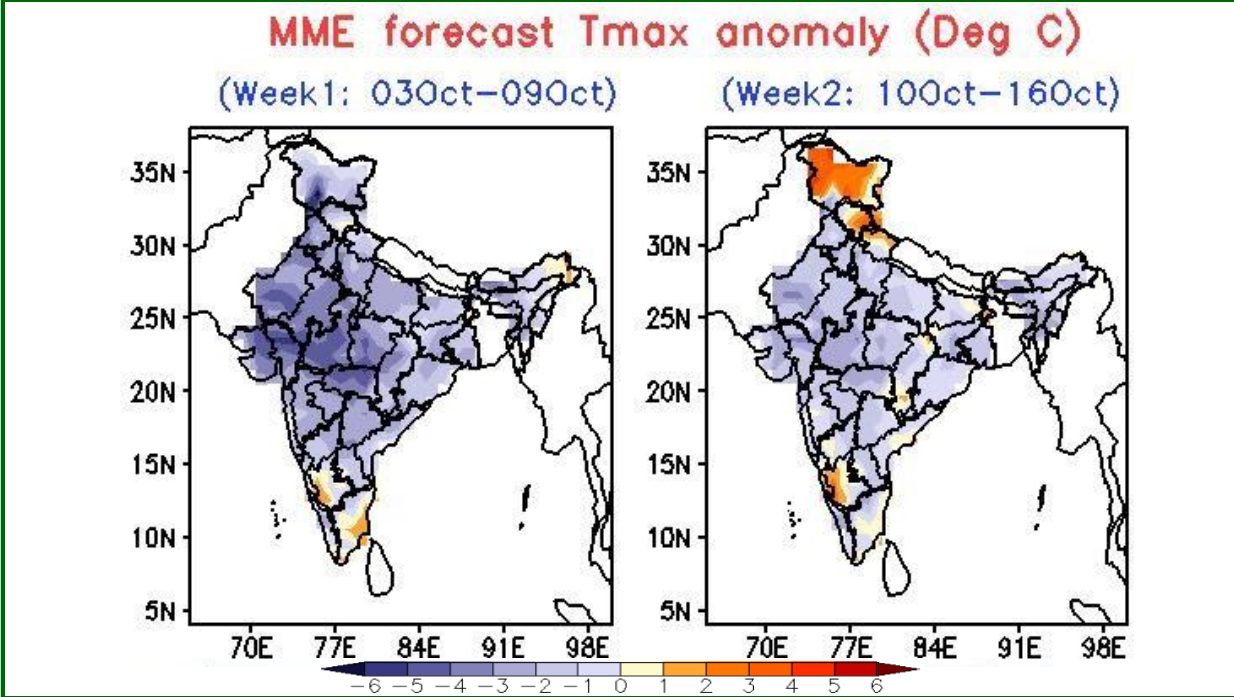 MME forecast Tmax anomaly (Deg C)
(Week1: 03Oct−09Oct)
(Week2: 10Oct−16Oct)
35N
30N
25N
20N
15N
10N
5N
70E 77E 84E 91E 98E
35N
30N
25N
20N
15N
10N
5N
70E 77E 84E 91E 98E
−6 −5 −4 −3 −2 −1 0 1 2 3 4 5 6